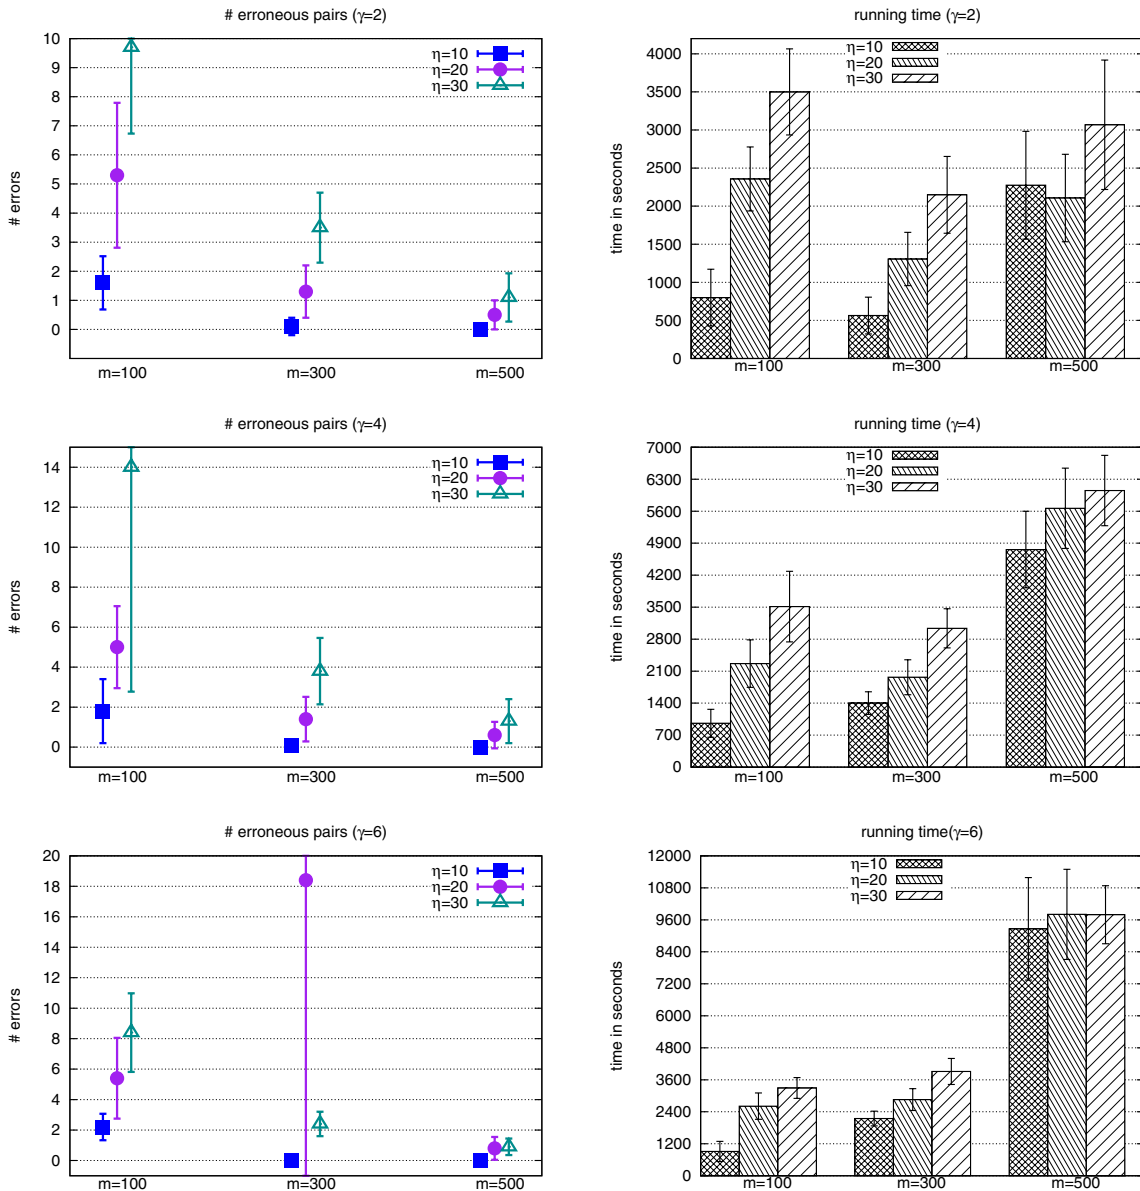 # erroneous pairs (γ=2)
10
9
8
7
6
5
4
3
2
1
0
# errors
η=10
η=20
η=30
m=100 m=300 m=500
running time (γ=2)
4000
3500
3000
2500
2000
1500
1000
500
0
time in seconds
η=10
η=20
η=30
m=100 m=300 m=500
# erroneous pairs (γ=4)
14
12
10
8
6
4
2
0
# errors
η=10
η=20
η=30
m=100 m=300 m=500
running time (γ=4)
7000
6300
5600
4900
4200
3500
2800
2100
1400
700
0
time in seconds
η=10
η=20
η=30
m=100 m=300 m=500
# erroneous pairs (γ=6)
20
18
16
14
12
10
8
6
4
2
0
# errors
η=10
η=20
η=30
m=100 m=300 m=500
running time(γ=6)
12000
10800
9600
8400
7200
6000
4800
3600
2400
1200
0
time in seconds
η=10
η=20
η=30
m=100 m=300 m=500